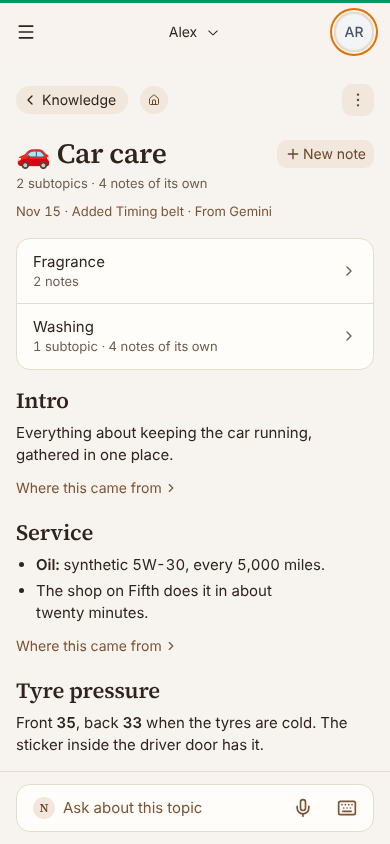 Alex
AR
Knowledge
🚗 Car care
+ New note
2 subtopics · 4 notes of its own
Nov 15 · Added Timing belt · From Gemini
Fragrance
2 notes
Washing
1 subtopic · 4 notes of its own
Intro
Everything about keeping the car running,
gathered in one place.
Where this came from
Service
• Oil: synthetic 5W-30, every 5,000 miles.
• The shop on Fifth does it in about
twenty minutes.
Where this came from
Tyre pressure
Front 35, back 33 when the tyres are cold. The
sticker inside the driver door has it.
N Ask about this topic